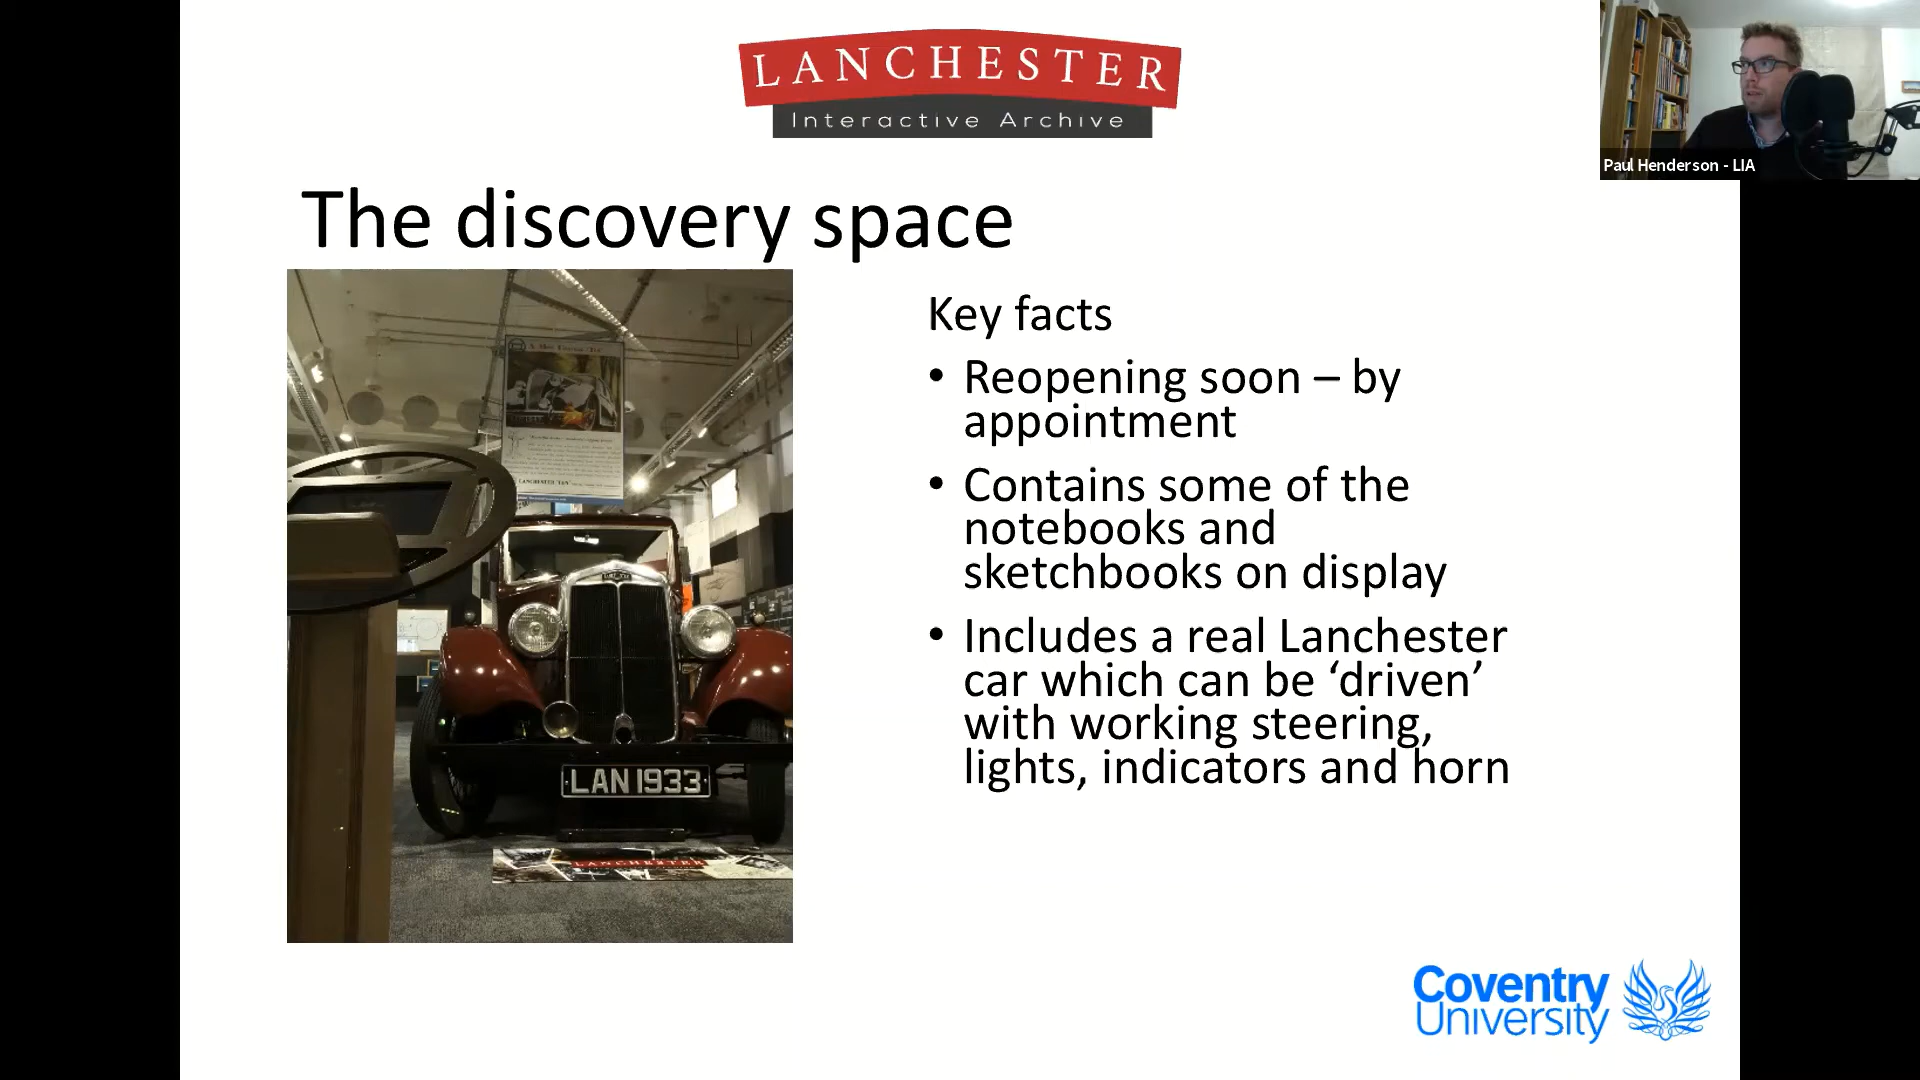 LANCHESTER
Interactive Archive
Paul Henderson - LIA
The discovery space
Key facts
• Reopening soon – by
appointment
• Contains some of the
notebooks and
sketchbooks on display
• Includes a real Lanchester
car which can be ‘driven’
with working steering,
lights, indicators and horn
LANCHESTER
LAN 1933
LANCHESTER
Coventry
University